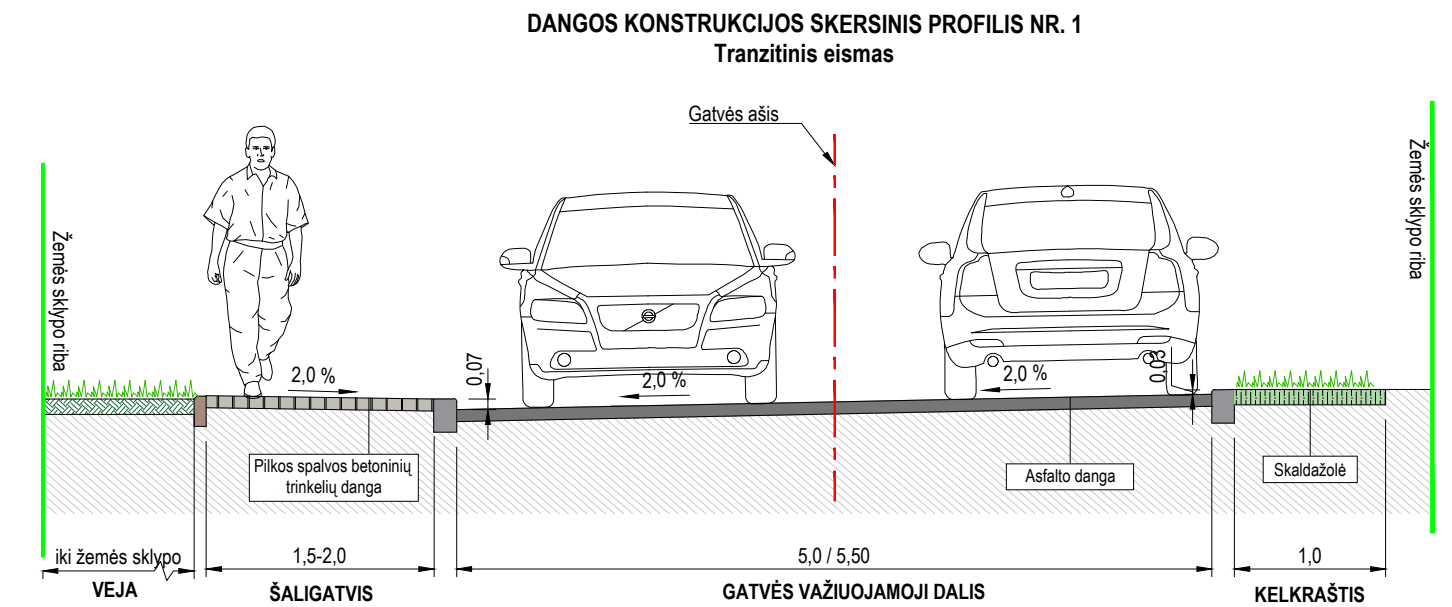 DANGOS KONSTRUKCIJOS SKERSINIS PROFILIS NR. 1
Tranzitinis eismas
Gatvės ašis
Žemės sklypo riba
Žemės sklypo riba
2,0 %
0,07
2,0 %
2,0 %
0,03
Pilkos spalvos betoninių
trinkelių danga
Asfalto danga
Skaldažolė
iki žemės sklypo
1,5-2,0
5,0 / 5,50
1,0
VEJA
ŠALIGATVIS
GATVĖS VAŽIUOJAMOJI DALIS
KELKRAŠTIS